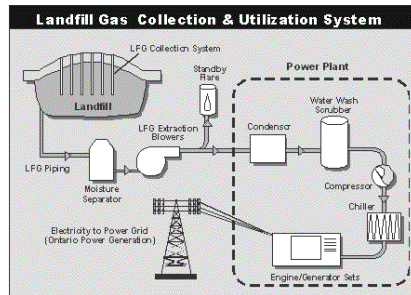 Landfill Gas Collection & Utilization System
LFG Collection System
Landfill
Standby
Flare
Power Plant
LFG Extraction
Blowers
Condensor
Water Wash
Scrubber
LFG Piping
Moisture
Separator
Compressor
Chiller
Electricity to Power Grid
(Ontario Power Generation)
Engine/Generator Sets